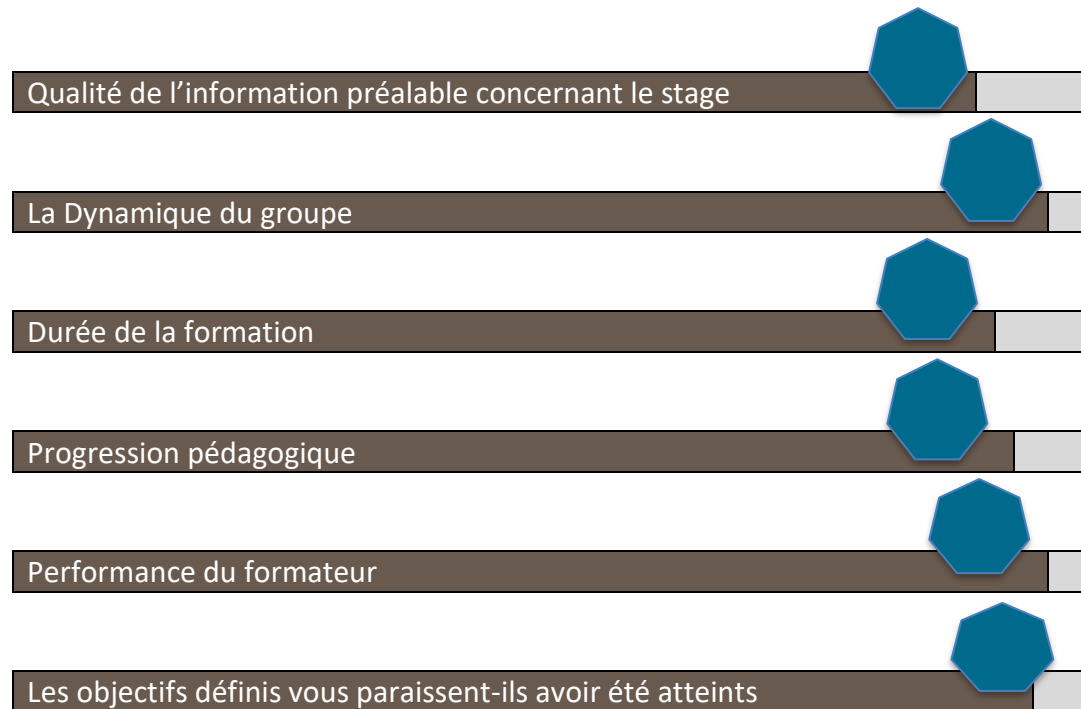 Qualité de l’information préalable concernant le stage
La Dynamique du groupe
Durée de la formation
Progression pédagogique
Performance du formateur
Les objectifs définis vous paraissent-ils avoir été atteints